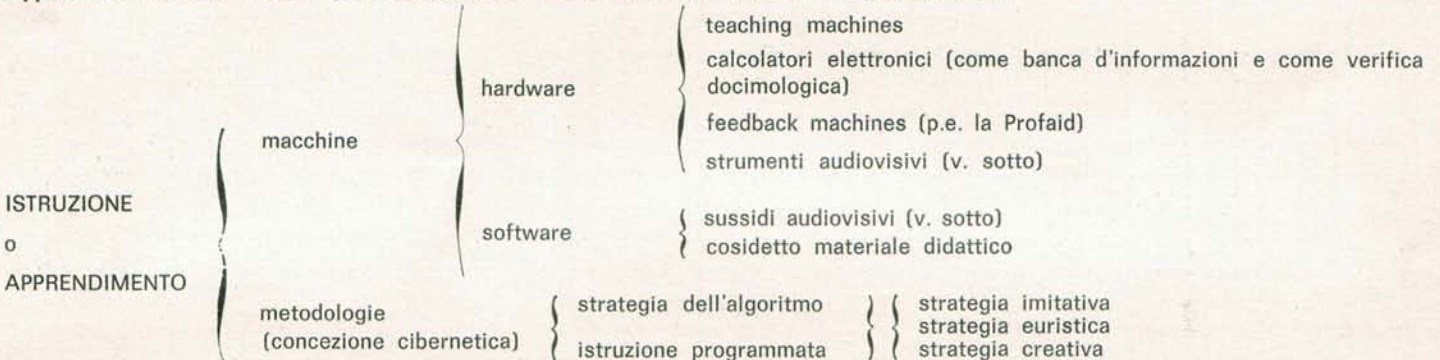 teaching machines
calcolatori elettronici (come banca d'informazioni e come verifica
docimologica)
hardware
feedback machines (p.e. la Profaid)
macchine
strumenti audiovisivi (v. sotto)
ISTRUZIONE
o
APPRENDIMENTO
software
sussidi audiovisivi (v. sotto)
cosidetto materiale didattico
metodologie
(concezione cibernetica)
strategia dell'algoritmo
istruzione programmata
strategia imitativa
strategia euristica
strategia creativa